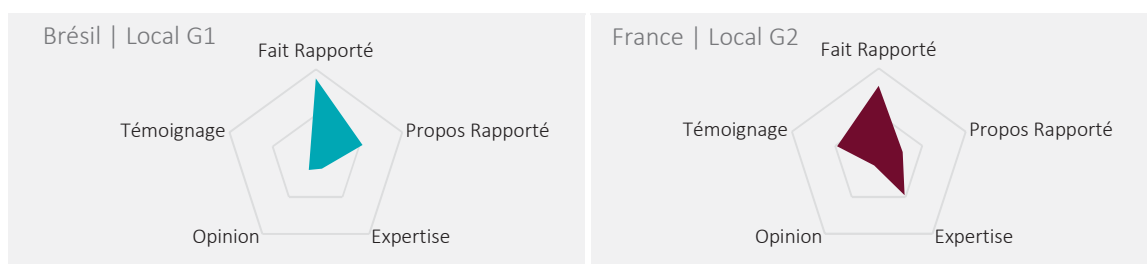 Brésil | Local G1
Fait Rapporté
Témoignage
Propos Rapporté
Opinion
Expertise
France | Local G2
Fait Rapporté
Témoignage
Propos Rapporté
Opinion
Expertise